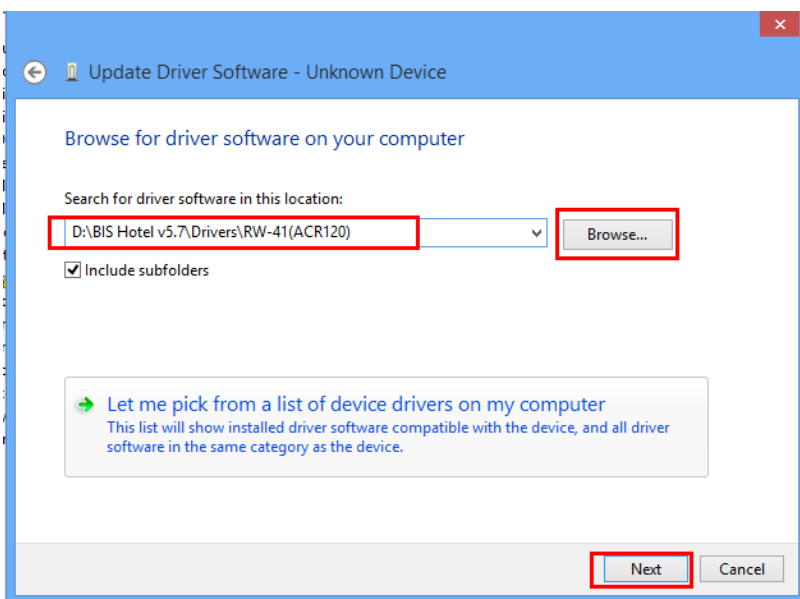 Update Driver Software - Unknown Device
Browse for driver software on your computer
Search for driver software in this location:
D:\BIS Hotel v5.7\Drivers\RW-41(ACR120)
Browse...
Include subfolders
Let me pick from a list of device drivers on my computer
This list will show installed driver software compatible with the device, and all driver
software in the same category as the device.
Next
Cancel